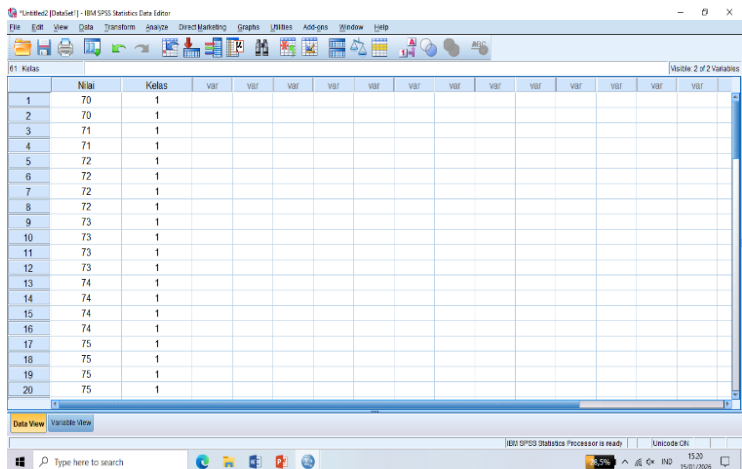 *Untitled2 [DataSet1] - IBM SPSS Statistics Data Editor
File Edit View Data Transform Analyze Direct Marketing Graphs Utilities Add-ons Window Help
61 Kelas
Visible: 2 of 2 Variables
Nilai Kelas var var var var var var var var var var var var var
1 70 1
2 70 1
3 71 1
4 71 1
5 72 1
6 72 1
7 72 1
8 72 1
9 73 1
10 73 1
11 73 1
12 73 1
13 74 1
14 74 1
15 74 1
16 74 1
17 75 1
18 75 1
19 75 1
20 75 1
Data View Variable View
IBM SPSS Statistics Processor is ready Unicode:ON
Type here to search
IND
15.20
15/01/2026